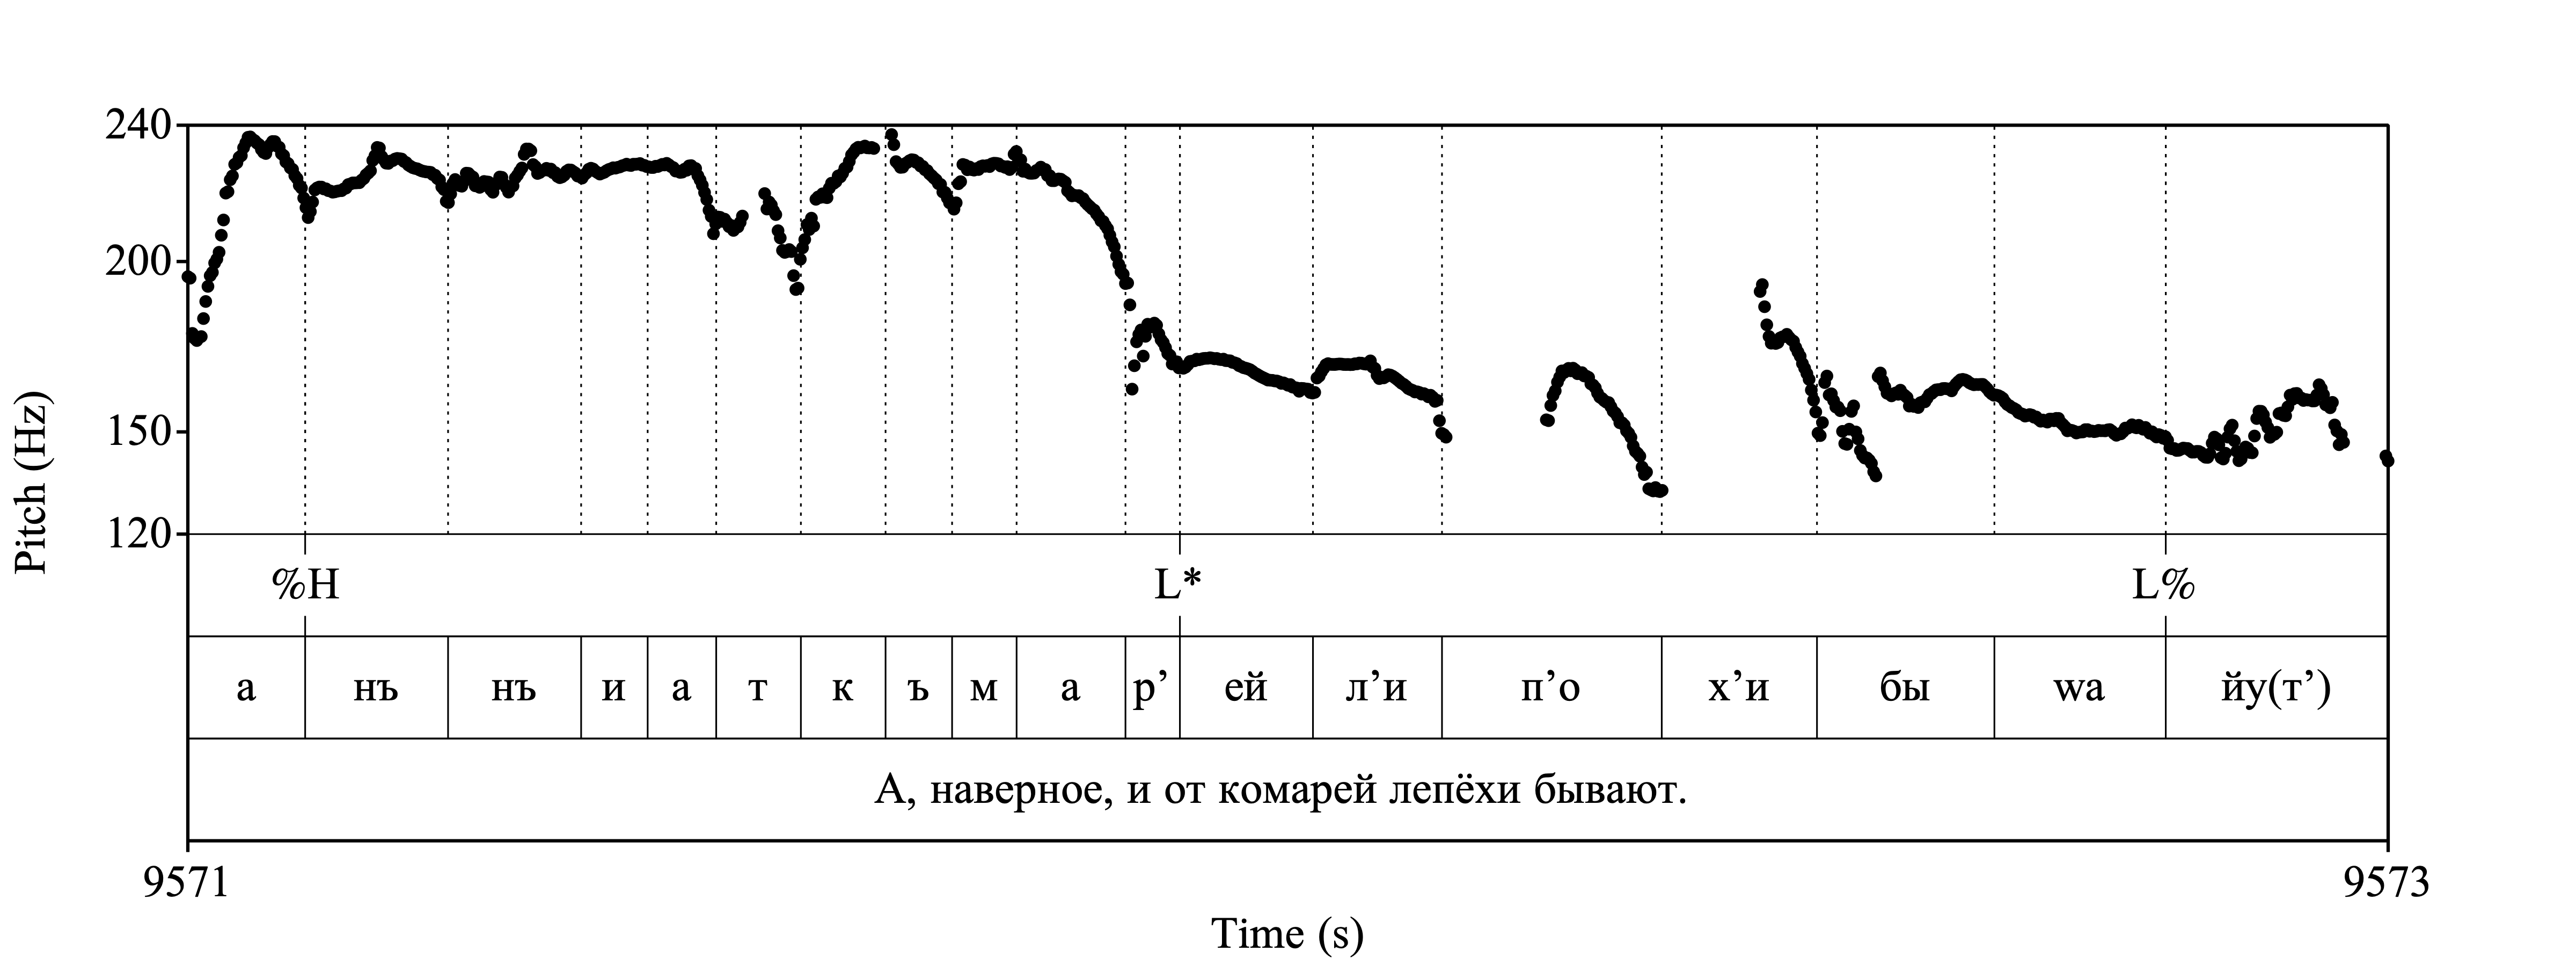 240
200
150
120
Pitch (Hz)
%H L* L%
а нъ нъ и а т к ъ м а р’ ей л’и п’о х’и бы wa йу(т’)
А, наверное, и от комарей лепёхи бывают.
9571 9573
Time (s)